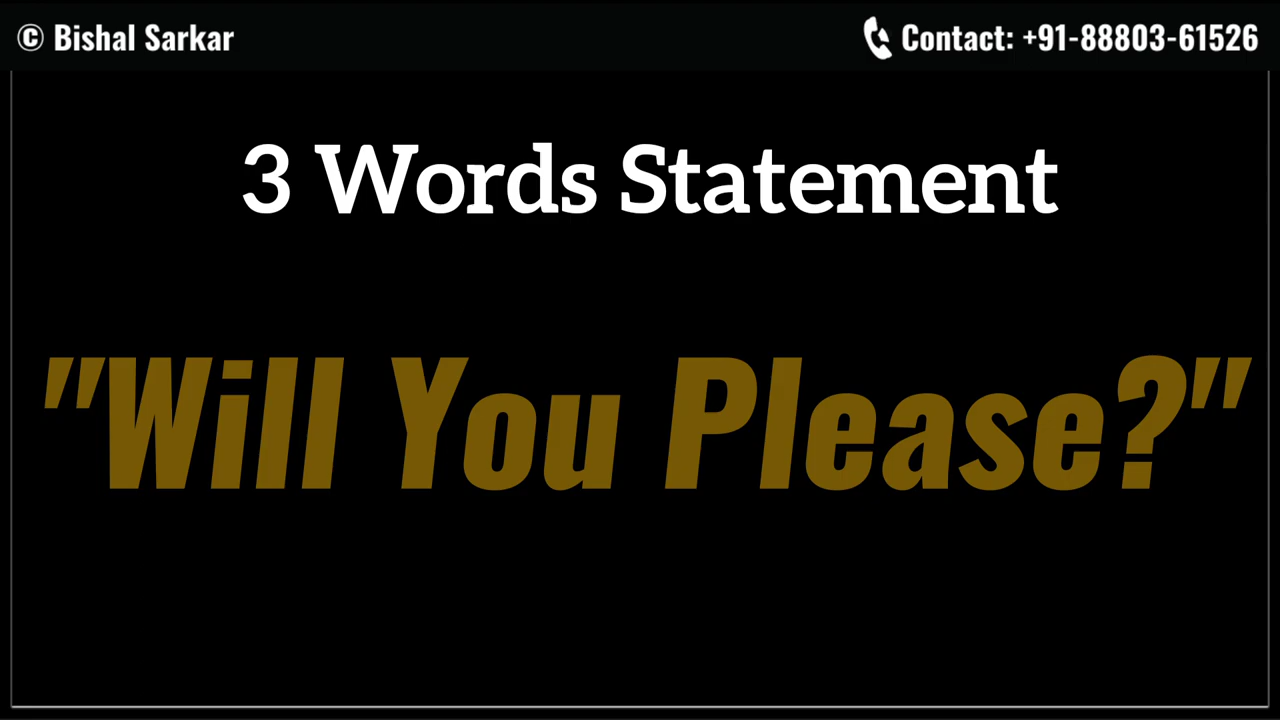 © Bishal Sarkar
Contact: +91-88803-61526
3 Words Statement
"Will You Please?"